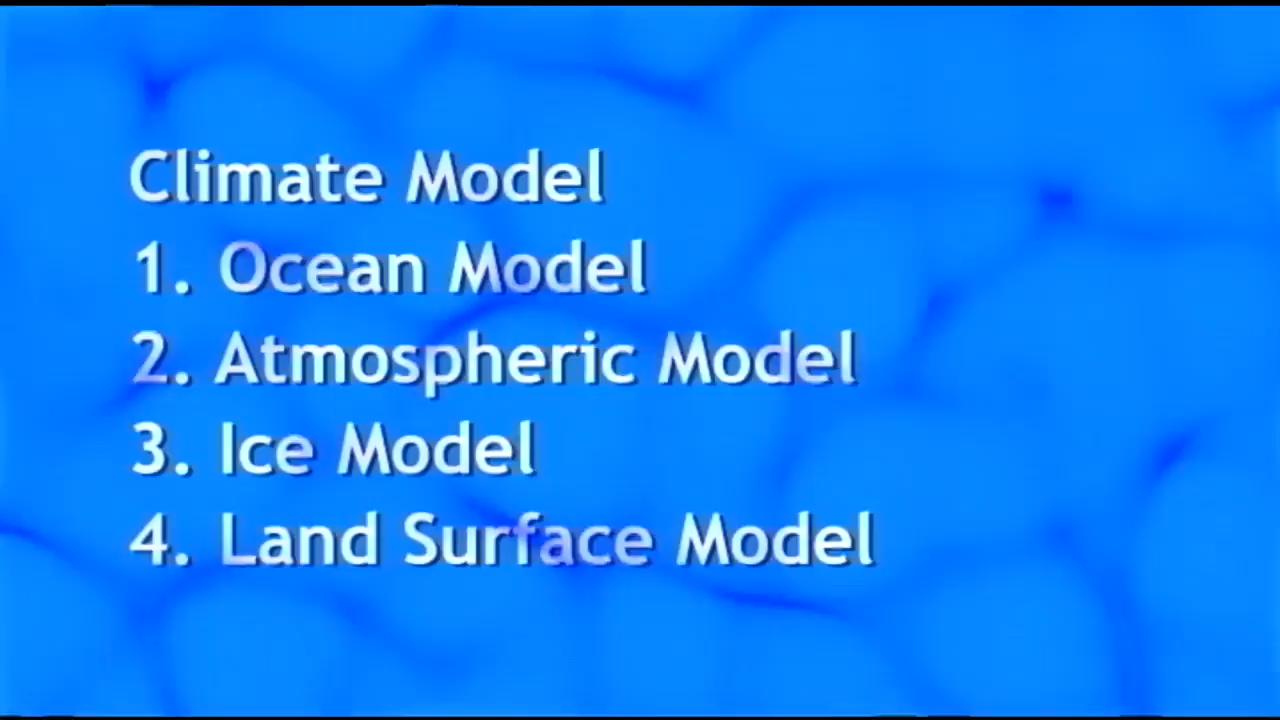 Climate Model
1. Ocean Model
2. Atmospheric Model
3. Ice Model
4. Land Surface Model